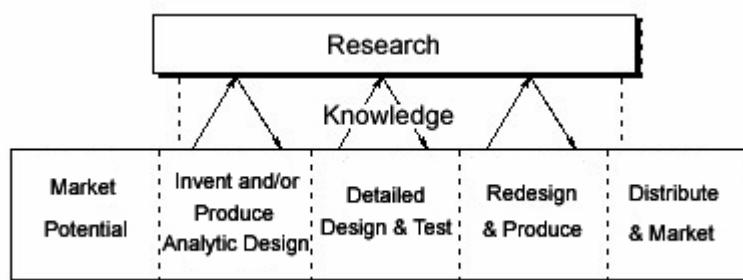 Research
Knowledge
Market
Potential
Invent and/or
Produce
Analytic Design
Detailed
Design & Test
Redesign
& Produce
Distribute
& Market